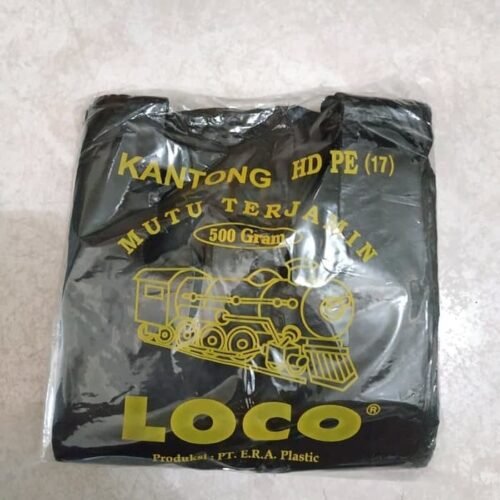 KANTONG HD PE (17)
MUTU TERJAMIN
500 Gram
LOCO®
Produksi : PT. E.R.A. Plastic